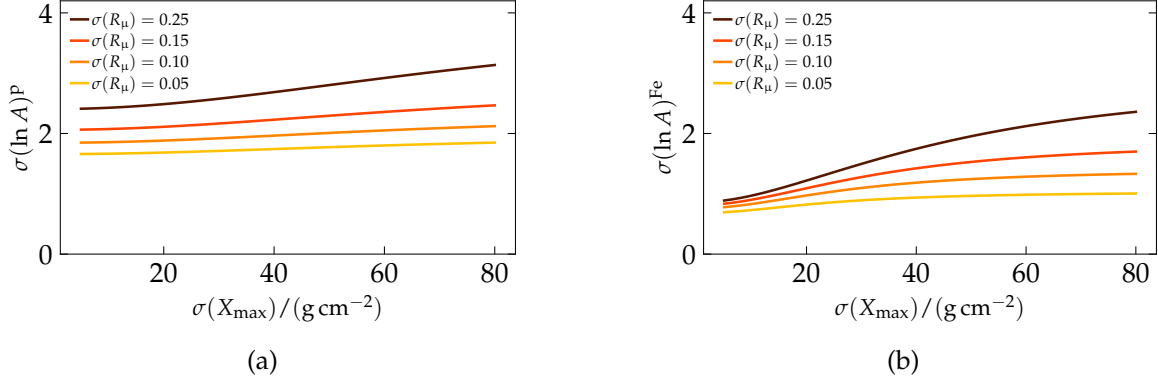 4
σ(R_μ) = 0.25
σ(R_μ) = 0.15
σ(R_μ) = 0.10
σ(R_μ) = 0.05
σ(ln A)^p
2
0
20
40
60
80
σ(X_max)/(g cm⁻²)
(a)
4
σ(R_μ) = 0.25
σ(R_μ) = 0.15
σ(R_μ) = 0.10
σ(R_μ) = 0.05
σ(ln A)^Fe
2
0
20
40
60
80
σ(X_max)/(g cm⁻²)
(b)